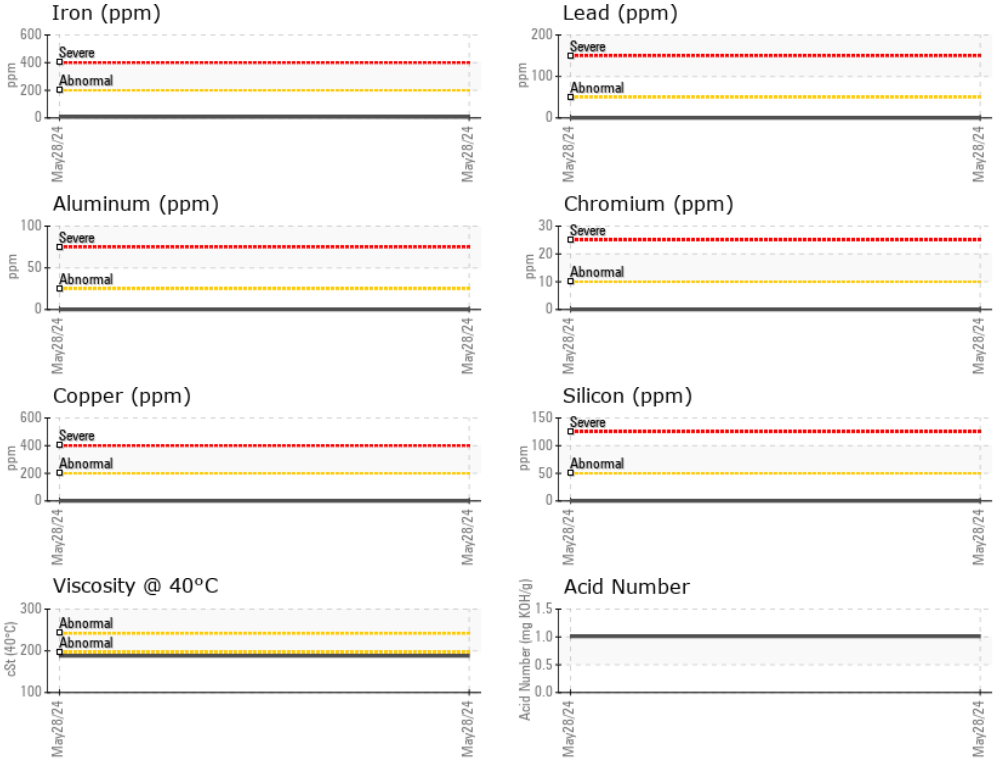 Iron (ppm)
600
400
200
0
ppm
Severe
Abnormal
May28/24
May28/24
Lead (ppm)
200
100
0
ppm
Severe
Abnormal
May28/24
May28/24
Aluminum (ppm)
100
50
0
ppm
Severe
Abnormal
May28/24
May28/24
Chromium (ppm)
30
20
10
0
ppm
Severe
Abnormal
May28/24
May28/24
Copper (ppm)
600
400
200
0
ppm
Severe
Abnormal
May28/24
May28/24
Silicon (ppm)
150
100
50
0
ppm
Severe
Abnormal
May28/24
May28/24
Viscosity @ 40°C
300
200
100
cSt (40°C)
Abnormal
Abnormal
May28/24
May28/24
Acid Number
1.5
1.0
0.5
0.0
Acid Number (mg KOH/g)
May28/24
May28/24